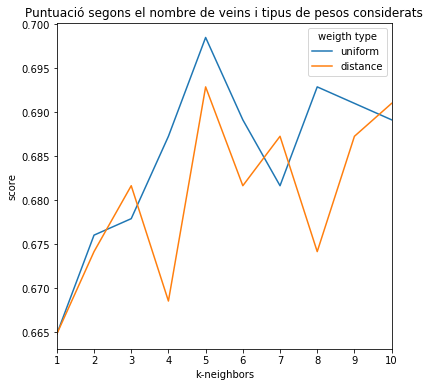 Puntuació segons el nombre de veins i tipus de pesos considerats
weigth type
uniform
distance
score
0.700
0.695
0.690
0.685
0.680
0.675
0.670
0.665
1 2 3 4 5 6 7 8 9 10
k-neighbors